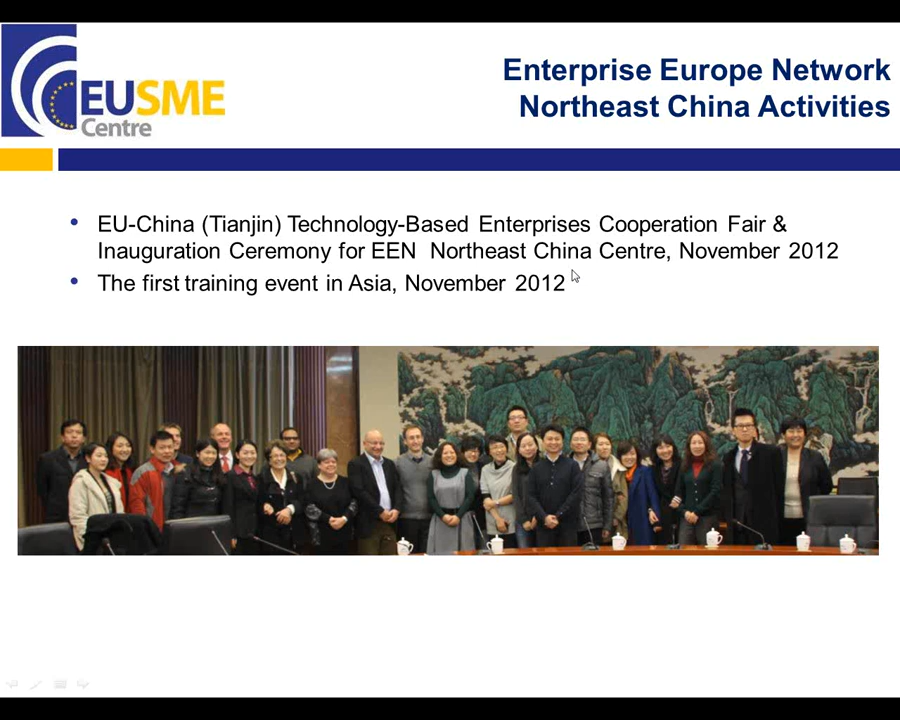 EUSME
Centre
Enterprise Europe Network
Northeast China Activities
• EU-China (Tianjin) Technology-Based Enterprises Cooperation Fair &
Inauguration Ceremony for EEN Northeast China Centre, November 2012
• The first training event in Asia, November 2012